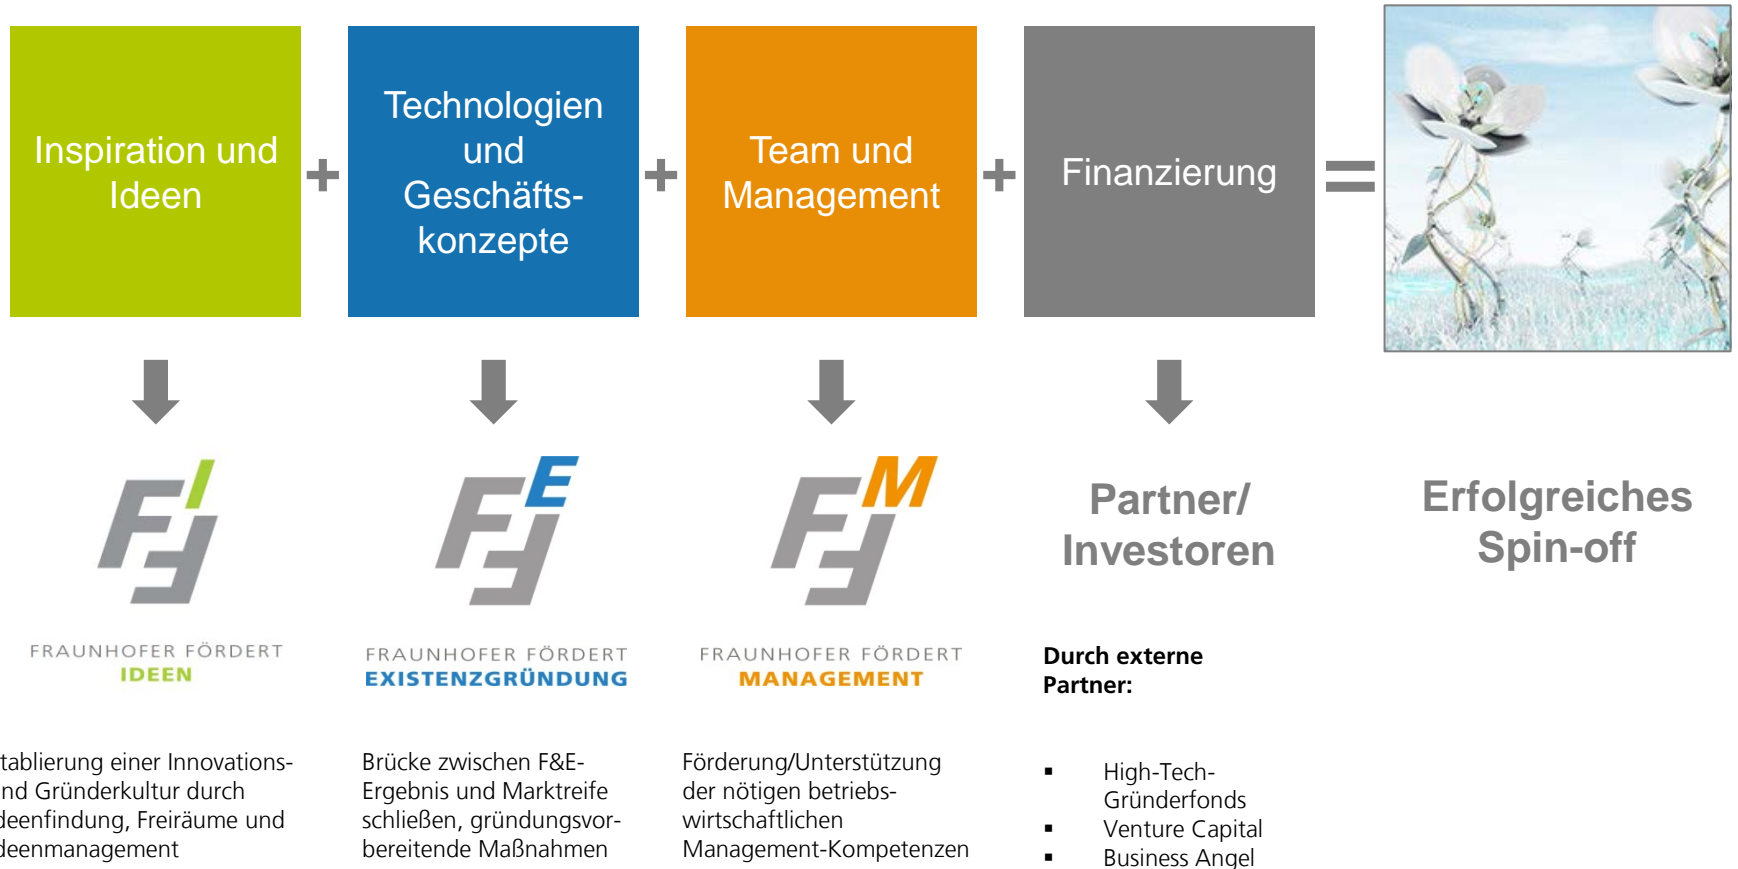 Inspiration und
Ideen
+
Technologien
und
Geschäfts-
konzepte
+
Team und
Management
+
Finanzierung
=
FFI
FRAUNHOFER FÖRDERT
IDEEN
FFE
FRAUNHOFER FÖRDERT
EXISTENZGRÜNDUNG
FFM
FRAUNHOFER FÖRDERT
MANAGEMENT
Partner/
Investoren
Erfolgreiches
Spin-off
tablierung einer Innovations-
nd Gründerkultur durch
deenfindung, Freiräume und
deenmanagement
Brücke zwischen F&E-
Ergebnis und Marktreife
schließen, gründungsvor-
bereitende Maßnahmen
Förderung/Unterstützung
der nötigen betriebs-
wirtschaftlichen
Management-Kompetenzen
Durch externe
Partner:
▪ High-Tech-
Gründerfonds
▪ Venture Capital
▪ Business Angel